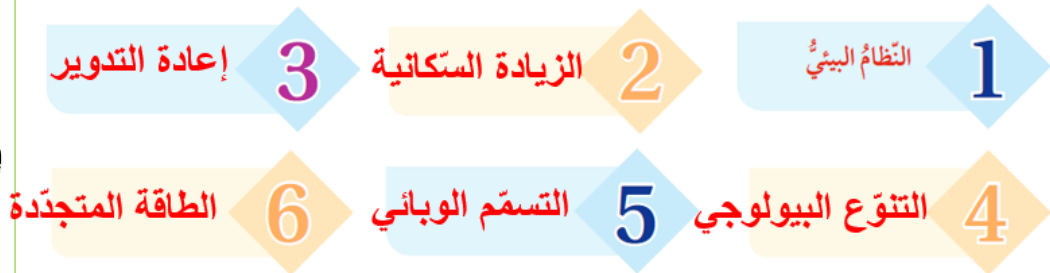 1 النّظامُ البيئيُّ
2 الزيادة السّكانية
3 إعادة التدوير
4 التنوّع البيولوجي
5 التسمّم الوبائي
6 الطاقة المتجدّدة